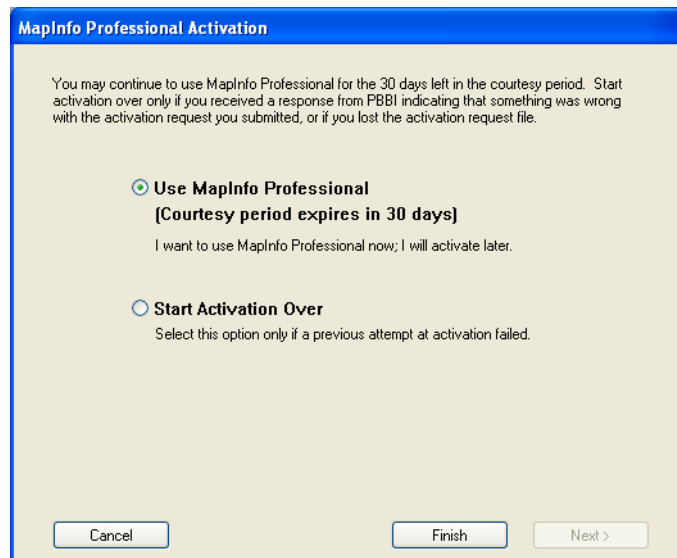 MapInfo Professional Activation
You may continue to use MapInfo Professional for the 30 days left in the courtesy period.  Start
activation over only if you received a response from PBBI indicating that something was wrong
with the activation request you submitted, or if you lost the activation request file.
Use MapInfo Professional
(Courtesy period expires in 30 days)
I want to use MapInfo Professional now; I will activate later.
Start Activation Over
Select this option only if a previous attempt at activation failed.
Cancel Finish Next >